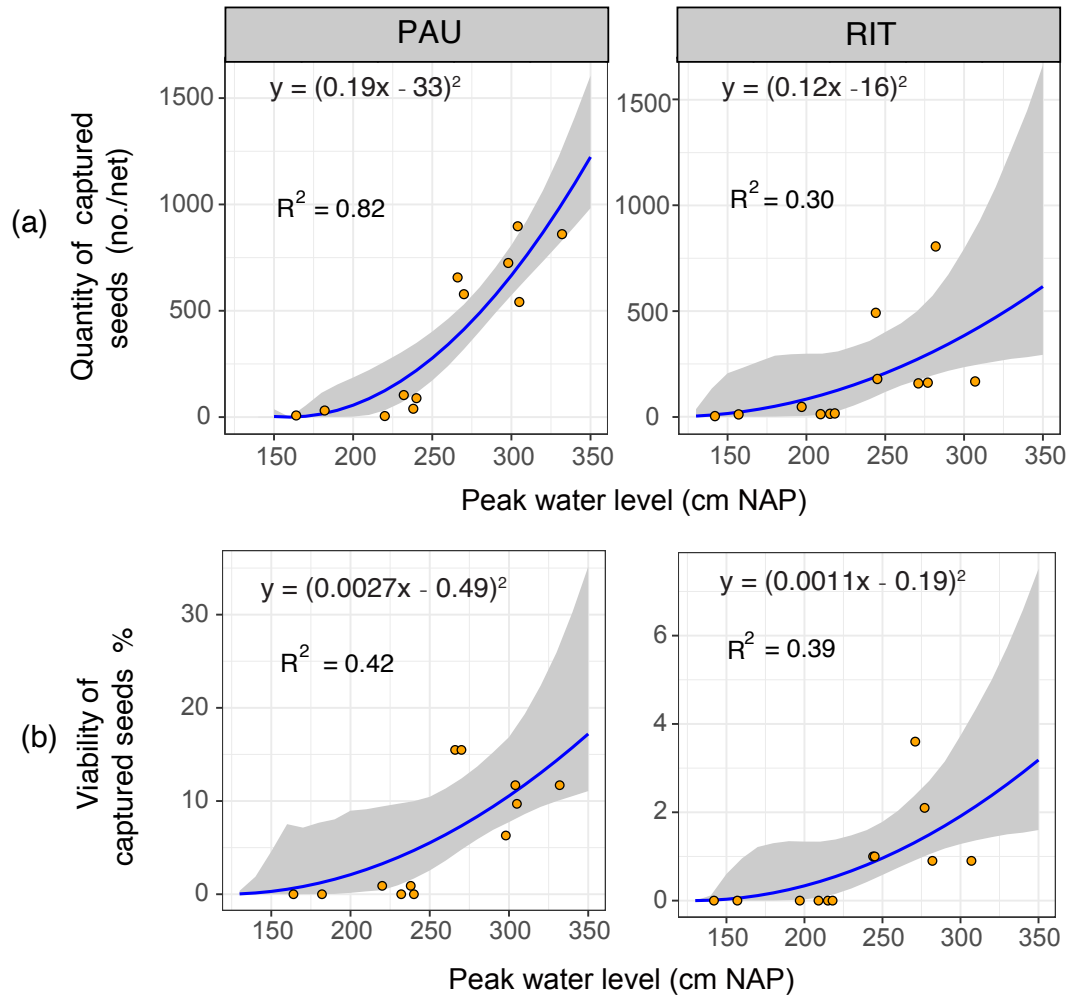 PAU
RIT
(a)
Quantity of captured
seeds (no./net)
1500
1000
500
0
y = (0.19x - 33)²
R² = 0.82
150 200 250 300 350
1500
1000
500
0
y = (0.12x -16)²
R² = 0.30
150 200 250 300 350
Peak water level (cm NAP)
(b)
Viability of
captured seeds %
30
20
10
0
y = (0.0027x - 0.49)²
R² = 0.42
150 200 250 300 350
6
4
2
0
y = (0.0011x - 0.19)²
R² = 0.39
150 200 250 300 350
Peak water level (cm NAP)